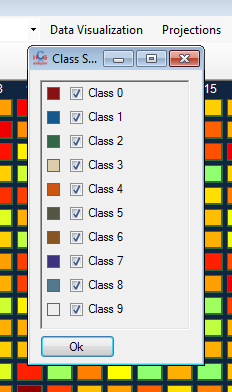 Data Visualization Projections
Class S...
15
Class 0
Class 1
Class 2
Class 3
Class 4
Class 5
Class 6
Class 7
Class 8
Class 9
Ok